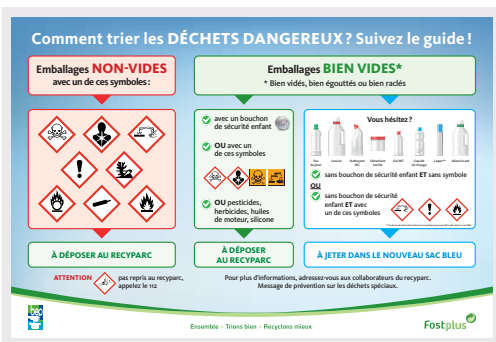 Comment trier les DÉCHETS DANGEREUX? Suivez le guide!
Emballages NON-VIDES
avec un de ces symboles:
Emballages BIEN VIDES*
* Bien vidés, bien égouttés ou bien raclés
avec un bouchon
de sécurité enfant
OU avec un
de ces symboles
OU pesticides,
herbicides, huiles
de moteur, silicone
Vous hésitez?
sans bouchon de sécurité enfant ET sans symbole
OU
sans bouchon de sécurité
enfant ET avec
un de ces symboles
À DÉPOSER AU RECYPARC
À DÉPOSER
AU RECYPARC
À JETER DANS LE NOUVEAU SAC BLEU
ATTENTION
pas repris au recyparc,
appelez le 112
Pour plus d'informations, adressez-vous aux collaborateurs du recyparc.
Message de prévention sur les déchets spéciaux.
bep
Ensemble - Trions bien - Recyclons mieux
Fostplus